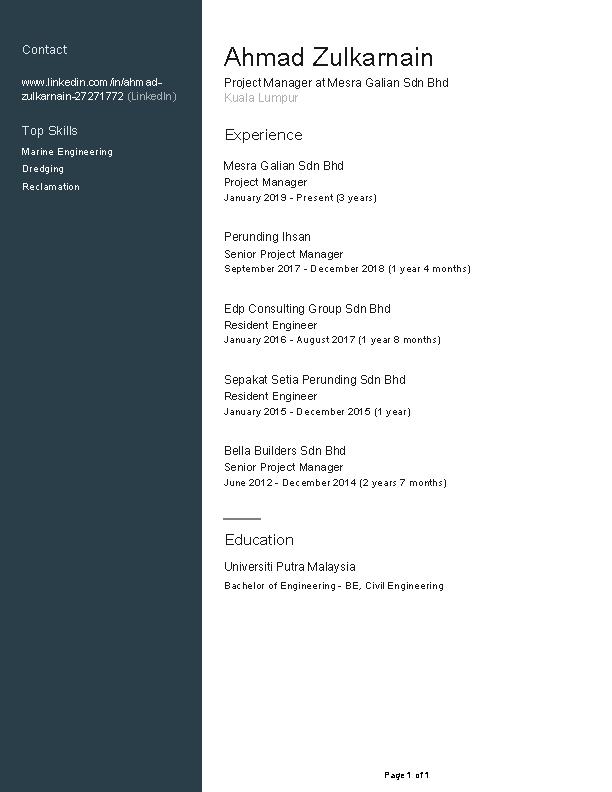 Contact
www.linkedin.com/in/ahmad-
zulkarnain-27271772 (LinkedIn)
Top Skills
Marine Engineering
Dredging
Reclamation
Ahmad Zulkarnain
Project Manager at Mesra Galian Sdn Bhd
Kuala Lumpur
Experience
Mesra Galian Sdn Bhd
Project Manager
January 2019 - Present (3 years)
Perunding Ihsan
Senior Project Manager
September 2017 - December 2018 (1 year 4 months)
Edp Consulting Group Sdn Bhd
Resident Engineer
January 2016 - August 2017 (1 year 8 months)
Sepakat Setia Perunding Sdn Bhd
Resident Engineer
January 2015 - December 2015 (1 year)
Bella Builders Sdn Bhd
Senior Project Manager
June 2012 - December 2014 (2 years 7 months)
Education
Universiti Putra Malaysia
Bachelor of Engineering - BE, Civil Engineering
Page 1 of 1